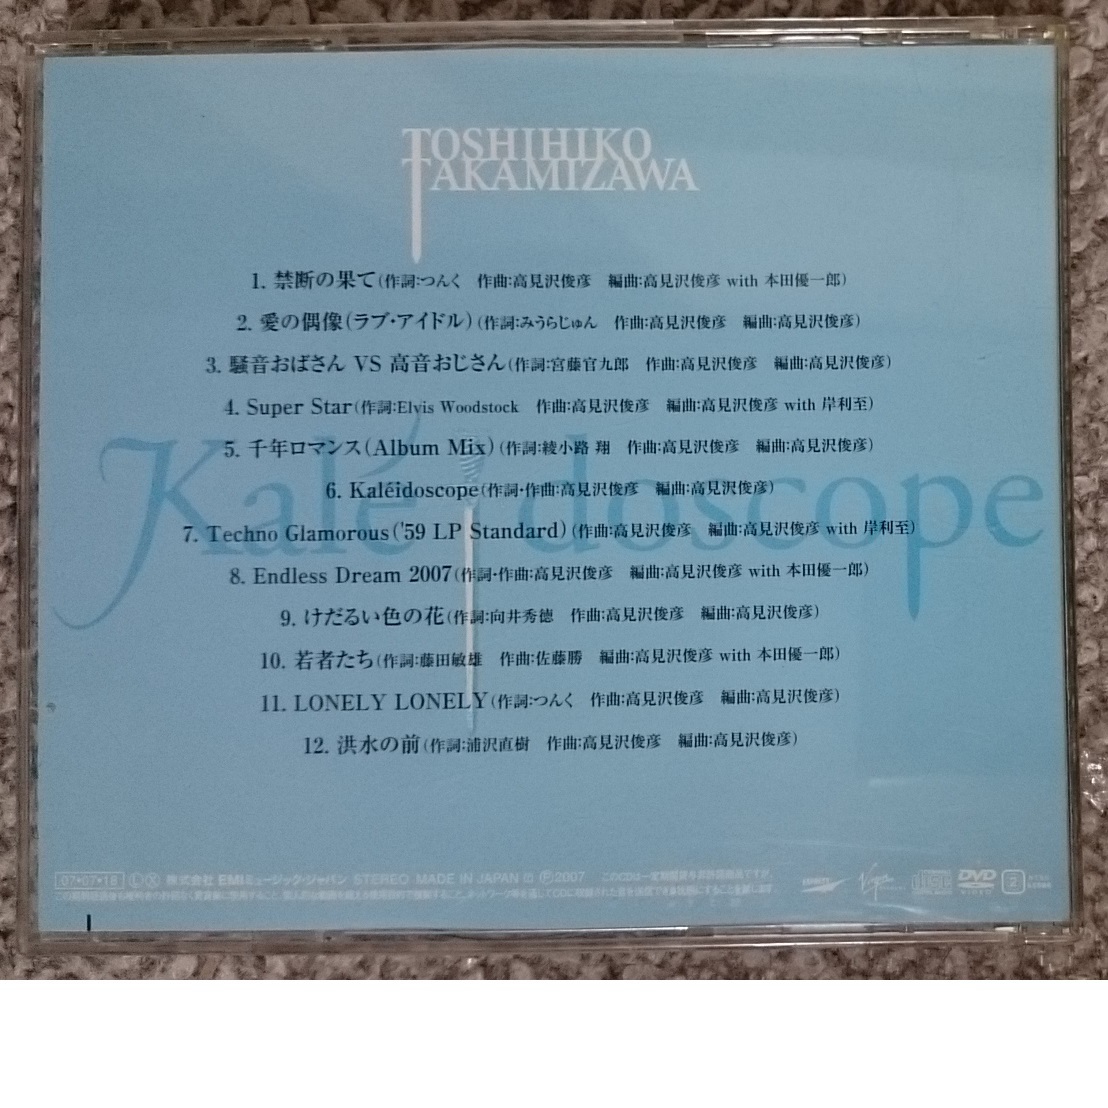 TOSHIHIKO
TAKAMIZAWA
Kaléidoscope
1. 禁断の果て(作詞:つんく 作曲:高見沢俊彦 編曲:高見沢俊彦 with 本田優一郎)
2. 愛の偶像(ラブ・アイドル)(作詞:みうらじゅん 作曲:高見沢俊彦 編曲:高見沢俊彦)
3. 騒音おばさん VS 高音おじさん(作詞:宮藤官九郎 作曲:高見沢俊彦 編曲:高見沢俊彦)
4. Super Star(作詞:Elvis Woodstock 作曲:高見沢俊彦 編曲:高見沢俊彦 with 岸利至)
5. 千年ロマンス(Album Mix)(作詞:綾小路 翔 作曲:高見沢俊彦 編曲:高見沢俊彦)
6. Kaléidoscope(作詞・作曲:高見沢俊彦 編曲:高見沢俊彦)
7. Techno Glamorous('59 LP Standard)(作曲:高見沢俊彦 編曲:高見沢俊彦 with 岸利至)
8. Endless Dream 2007(作詞・作曲:高見沢俊彦 編曲:高見沢俊彦 with 本田優一郎)
9. けだるい色の花(作詞:向井秀徳 作曲:高見沢俊彦 編曲:高見沢俊彦)
10. 若者たち(作詞:藤田敏雄 作曲:佐藤勝 編曲:高見沢俊彦 with 本田優一郎)
11. LONELY LONELY(作詞:つんく 作曲:高見沢俊彦 編曲:高見沢俊彦)
12. 洪水の前(作詞:浦沢直樹 作曲:高見沢俊彦 編曲:高見沢俊彦)
07・07・18 株式会社 EMIミュージック・ジャパン STEREO MADE IN JAPAN Ⓟ2007
Virgin
DVD
VIDEO
2